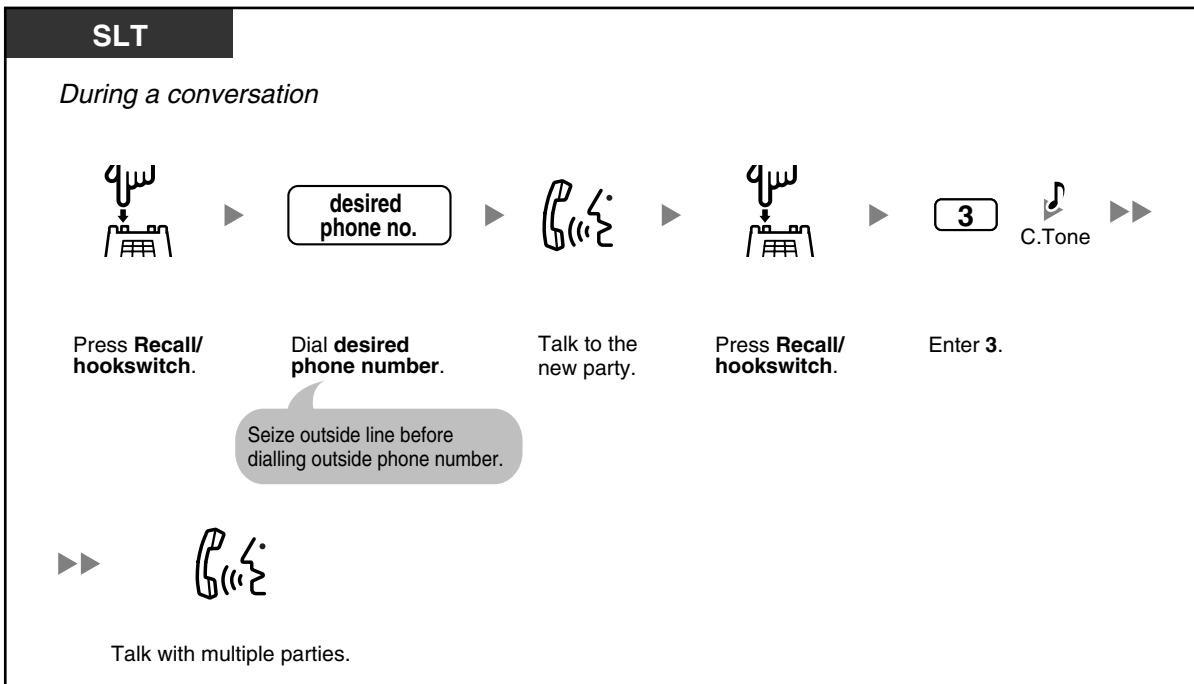 SLT
During a conversation
desired
phone no.
3
C.Tone
Press Recall/
hookswitch.
Dial desired
phone number.
Talk to the
new party.
Press Recall/
hookswitch.
Enter 3.
Seize outside line before
dialling outside phone number.
Talk with multiple parties.